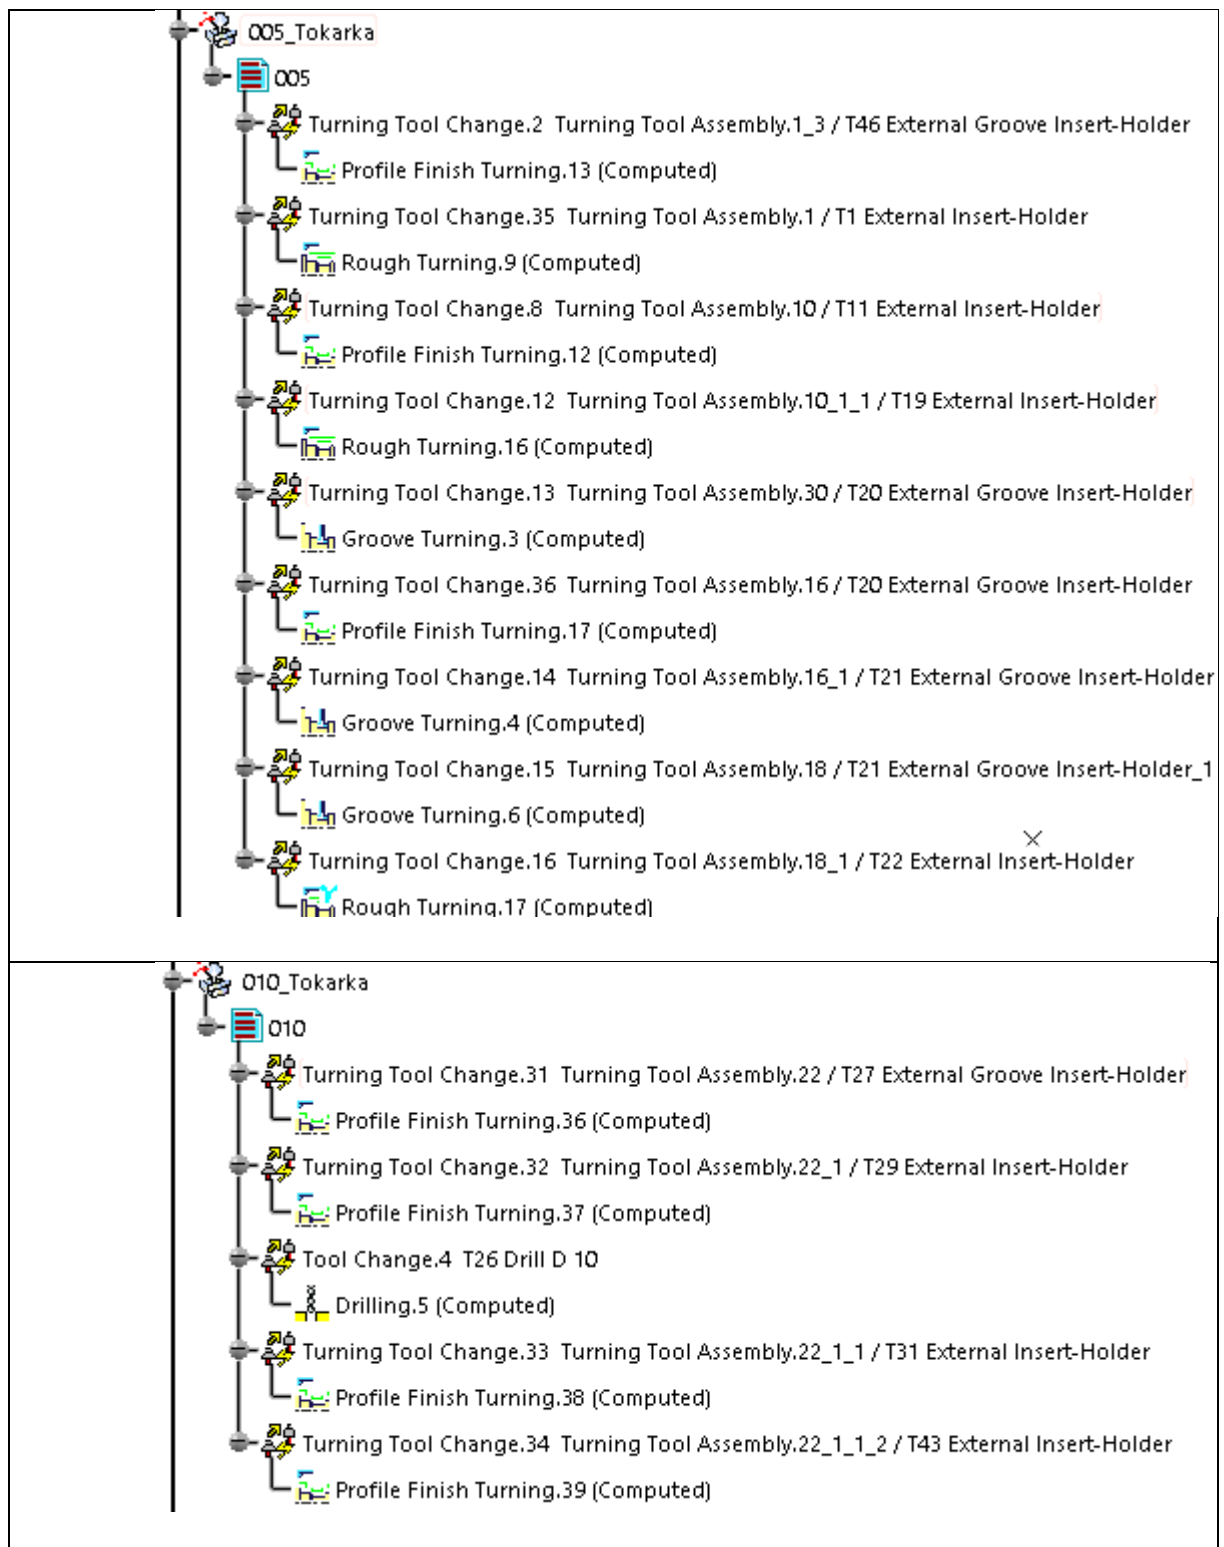 005_Tokarka
005
Turning Tool Change.2 Turning Tool Assembly.1_3 / T46 External Groove Insert-Holder
Profile Finish Turning.13 (Computed)
Turning Tool Change.35 Turning Tool Assembly.1 / T1 External Insert-Holder
Rough Turning.9 (Computed)
Turning Tool Change.8 Turning Tool Assembly.10 / T11 External Insert-Holder
Profile Finish Turning.12 (Computed)
Turning Tool Change.12 Turning Tool Assembly.10_1_1 / T19 External Insert-Holder
Rough Turning.16 (Computed)
Turning Tool Change.13 Turning Tool Assembly.30 / T20 External Groove Insert-Holder
Groove Turning.3 (Computed)
Turning Tool Change.36 Turning Tool Assembly.16 / T20 External Groove Insert-Holder
Profile Finish Turning.17 (Computed)
Turning Tool Change.14 Turning Tool Assembly.16_1 / T21 External Groove Insert-Holder
Groove Turning.4 (Computed)
Turning Tool Change.15 Turning Tool Assembly.18 / T21 External Groove Insert-Holder_1
Groove Turning.6 (Computed)
Turning Tool Change.16 Turning Tool Assembly.18_1 / T22 External Insert-Holder
Rough Turning.17 (Computed)
010_Tokarka
010
Turning Tool Change.31 Turning Tool Assembly.22 / T27 External Groove Insert-Holder
Profile Finish Turning.36 (Computed)
Turning Tool Change.32 Turning Tool Assembly.22_1 / T29 External Insert-Holder
Profile Finish Turning.37 (Computed)
Tool Change.4 T26 Drill D 10
Drilling.5 (Computed)
Turning Tool Change.33 Turning Tool Assembly.22_1_1 / T31 External Insert-Holder
Profile Finish Turning.38 (Computed)
Turning Tool Change.34 Turning Tool Assembly.22_1_1_2 / T43 External Insert-Holder
Profile Finish Turning.39 (Computed)